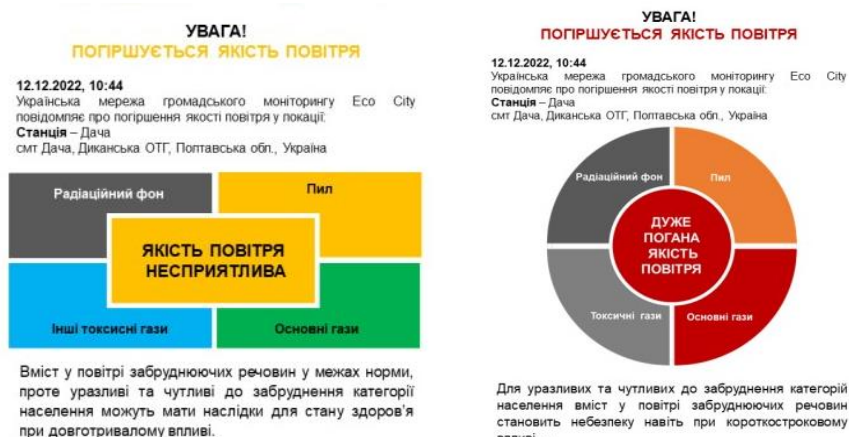 УВАГА!
ПОГІРШУЄТЬСЯ ЯКІСТЬ ПОВІТРЯ
12.12.2022, 10:44
Українська мережа громадського моніторингу Eco City
повідомляє про погіршення якості повітря у локації:
Станція – Дача
смт Дача, Диканська ОТГ, Полтавська обл., Україна
Радіаційний фон
Пил
ЯКІСТЬ ПОВІТРЯ
НЕСПРИЯТЛИВА
Інші токсисні гази
Основні гази
Вміст у повітрі забруднюючих речовин у межах норми,
проте уразливі та чутливі до забруднення категорії
населення можуть мати наслідки для стану здоров’я
при довготривалому впливі.
УВАГА!
ПОГІРШУЄТЬСЯ ЯКІСТЬ ПОВІТРЯ
12.12.2022, 10:44
Українська мережа громадського моніторингу Eco City
повідомляє про погіршення якості повітря у локації:
Станція – Дача
смт Дача, Диканська ОТГ, Полтавська обл., Україна
Радіаційний фон
Пил
ДУЖЕ
ПОГАНА
ЯКІСТЬ
ПОВІТРЯ
Токсичні гази
Основні гази
Для уразливих та чутливих до забруднення категорій
населення вміст у повітрі забруднюючих речовин
становить небезпеку навіть при короткостроковому